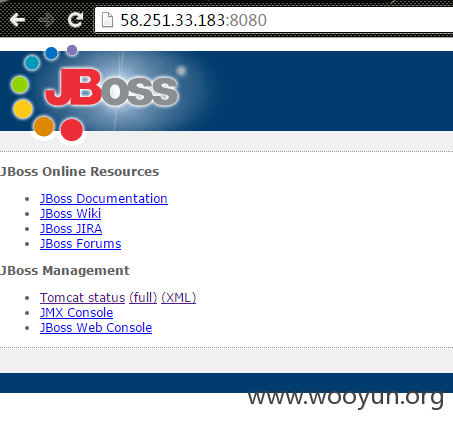 58.251.33.183:8080
JBoss®
JBoss Online Resources
JBoss Documentation
JBoss Wiki
JBoss JIRA
JBoss Forums
JBoss Management
Tomcat status (full) (XML)
JMX Console
JBoss Web Console
www.wooyun.org